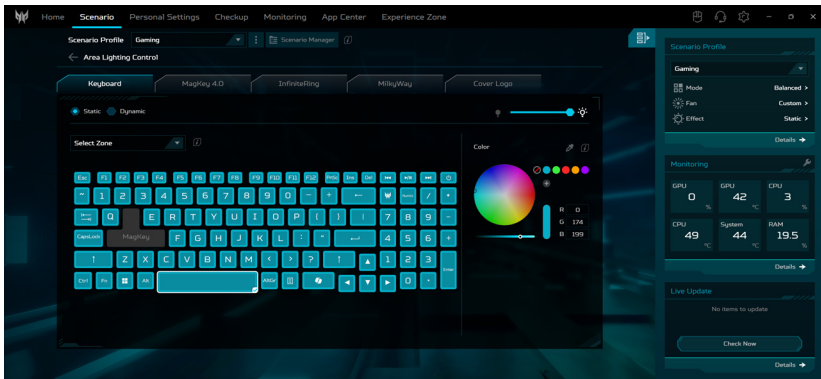 Home Scenario Personal Settings Checkup Monitoring App Center Experience Zone
Scenario Profile Gaming Scenario Manager
Area Lighting Control
Keyboard MagKey 4.0 InfiniteRing MilkyWay Cover Logo
Static Dynamic
Select Zone
Color
Esc F1 F2 F3 F4 F5 F6 F7 F8 F9 F10 F11 F12 PrtSc Ins Del
~ 1 2 3 4 5 6 7 8 9 0 - + ← / *
Q E R T Y U I O P { } | 7 8 9 -
CapsLock MagKey F G H J K L : " 4 5 6 +
↑ Z X C V B N M < > ? ↑ ▲ 1 2 3 Enter
Ctrl Fn Alt AltGr ◀ ▼ ▶ 0 .
R 0
G 174
B 199
Scenario Profile
Gaming
Mode Balanced >
Fan Custom >
Effect Static >
Details →
Monitoring
GPU 0 %
GPU 42 °C
CPU 3 %
CPU 49 °C
System 44 °C
RAM 19.5 %
Details →
Live Update
No items to update
Check Now
Details →